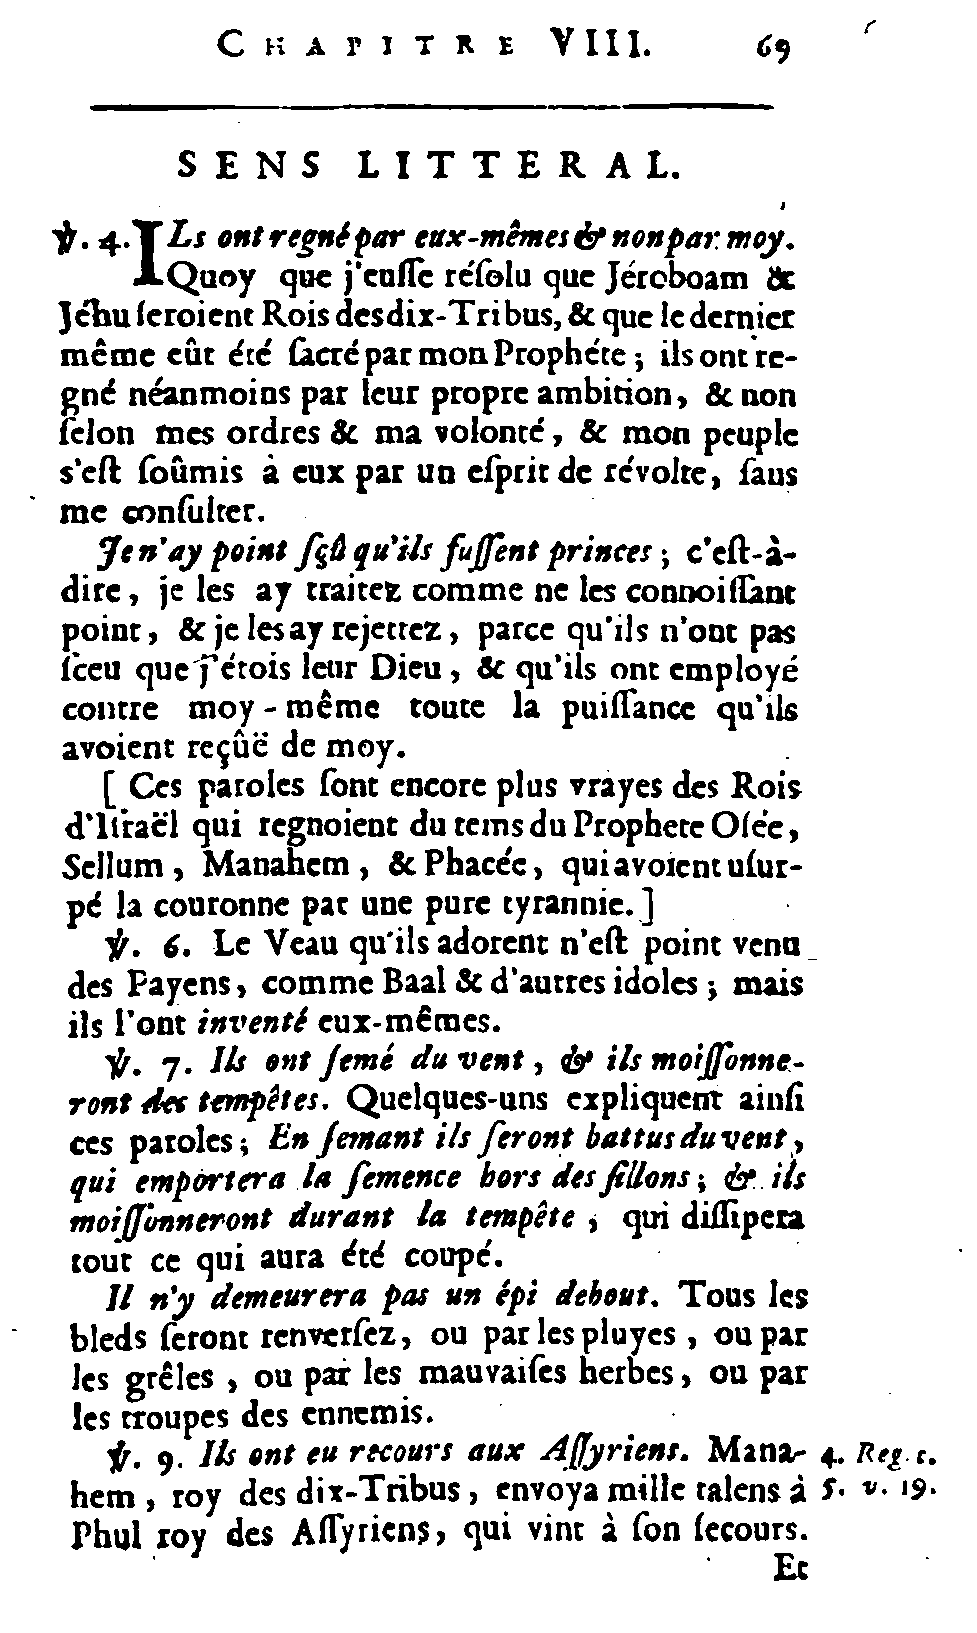 CHAPITRE VIII. 69
SENS LITTERAL.
℣. 4. ILs ont regné par eux-mêmes & non par moy.
Quoy que j'eusse résolu que Jéroboam &
Jéhu seroient Rois des dix-Tribus, & que le dernier
même eût été sacré par mon Prophéte ; ils ont re-
gné néanmoins par leur propre ambition, & non
selon mes ordres & ma volonté, & mon peuple
s'est soûmis à eux par un esprit de révolte, sans
me consulter.
Je n'ay point sçû qu'ils fussent princes ; c'est-à-
dire, je les ay traitez comme ne les connoissant
point, & je les ay rejettez, parce qu'ils n'ont pas
sceu que j'étois leur Dieu, & qu'ils ont employé
contre moy-même toute la puissance qu'ils
avoient reçûë de moy.
[ Ces paroles sont encore plus vrayes des Rois
d'Israël qui regnoient du tems du Prophete Osée,
Sellum, Manahem, & Phacée, qui avoient usur-
pé la couronne par une pure tyrannie. ]
℣. 6. Le Veau qu'ils adorent n'est point venu
des Payens, comme Baal & d'autres idoles ; mais
ils l'ont inventé eux-mêmes.
℣. 7. Ils ont semé du vent, & ils moissonne-
ront des tempêtes. Quelques-uns expliquent ainsi
ces paroles ; En semant ils seront battus du vent,
qui emportera la semence hors des sillons ; & ils
moissonneront durant la tempête, qui dissipera
tout ce qui aura été coupé.
Il n'y demeurera pas un épi debout. Tous les
bleds seront renversez, ou par les pluyes, ou par
les grêles, ou par les mauvaises herbes, ou par
les troupes des ennemis.
℣. 9. Ils ont eu recours aux Assyriens. Mana- 4. Reg. c.
hem, roy des dix-Tribus, envoya mille talens à 5. v. 19.
Phul roy des Assyriens, qui vint à son secours.
Et